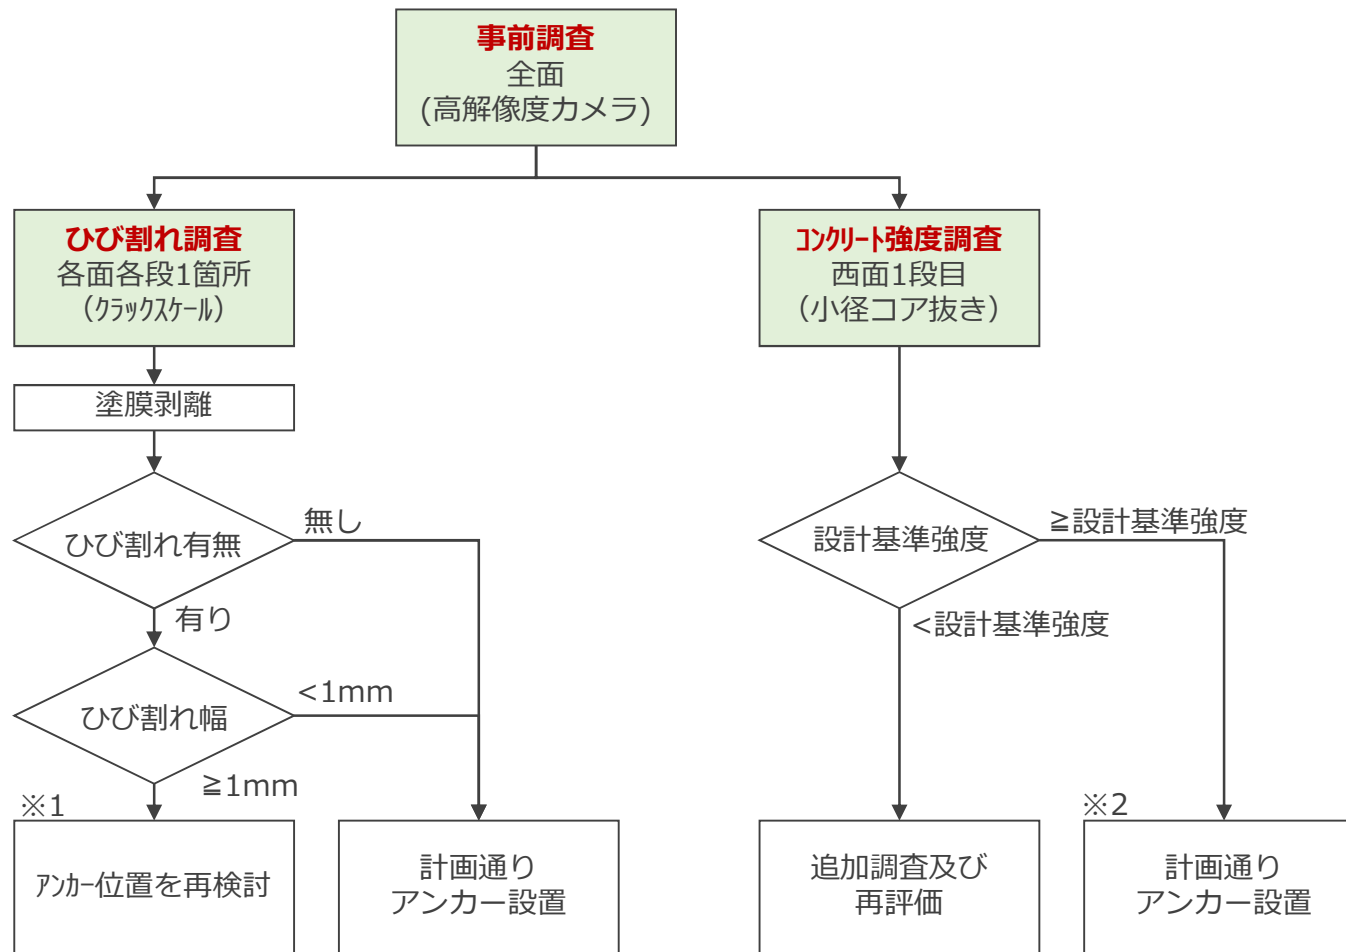 事前調査
全面
(高解像度カメラ)
ひび割れ調査
各面各段1箇所
(ｸﾗｯｸｽｹｰﾙ)
塗膜剥離
ひび割れ有無
無し
有り
ひび割れ幅
<1mm
≧1mm
※1
ｱﾝｶｰ位置を再検討
計画通り
アンカー設置
ｺﾝｸﾘｰﾄ強度調査
西面1段目
（小径コア抜き）
設計基準強度
≧設計基準強度
<設計基準強度
追加調査及び
再評価
※2
計画通り
アンカー設置